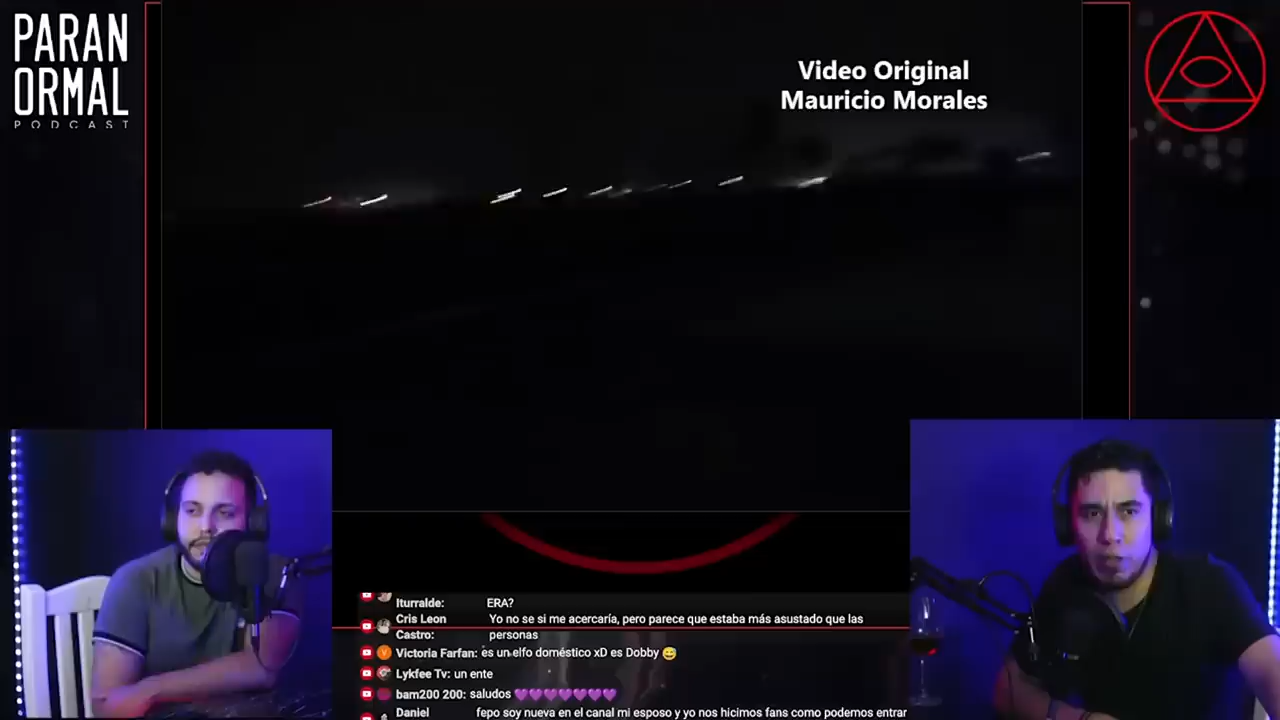 PARAN
ORMAL
PODCAST
Video Original
Mauricio Morales
Iturralde: ERA?
Cris Leon Yo no se si me acercaría, pero parece que estaba más asustado que las
Castro: personas
Victoria Farfan: es un elfo doméstico xD es Dobby 😅
Lykfee Tv: un ente
bam200 200: saludos 💜💜💜💜💜💜💜
Daniel fepo soy nueva en el canal mi esposo y yo nos hicimos fans como podemos entrar